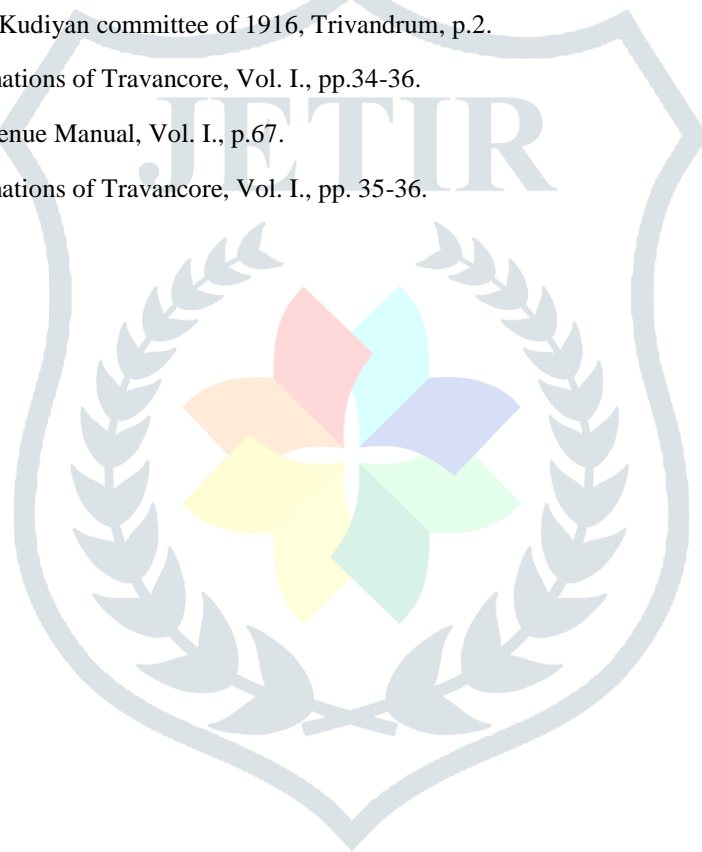 Kudiyan committee of 1916, Trivandrum, p.2.
ations of Travancore, Vol. I., pp.34-36.
enue Manual, Vol. I., p.67.
ations of Travancore, Vol. I., pp. 35-36.
JETIR